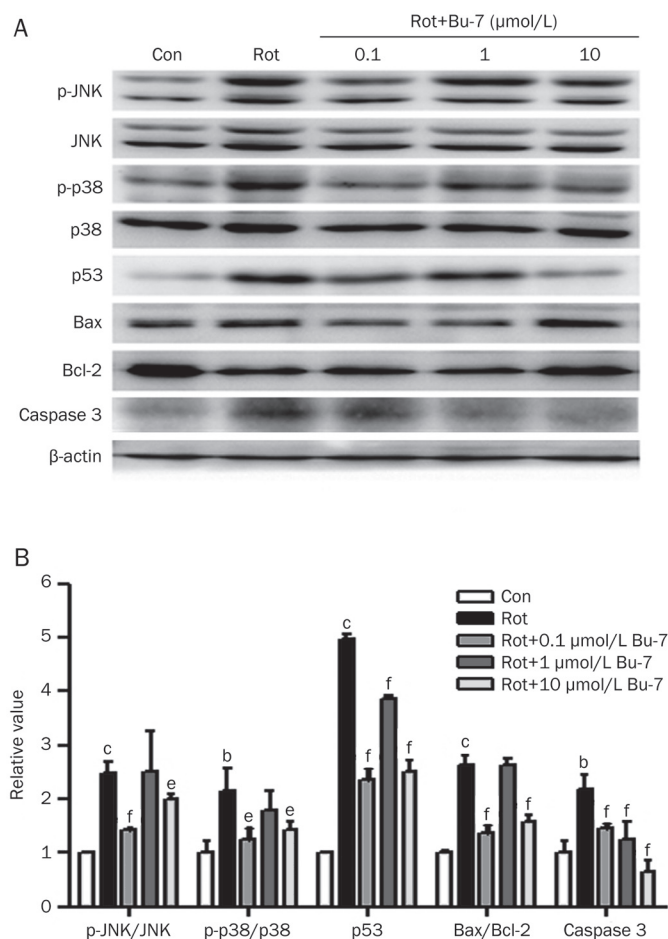 A
Rot+Bu-7 (μmol/L)
Con Rot 0.1 1 10
p-JNK
JNK
p-p38
p38
p53
Bax
Bcl-2
Caspase 3
β-actin
B
6
5
4
3
2
1
0
Relative value
Con
Rot
Rot+0.1 μmol/L Bu-7
Rot+1 μmol/L Bu-7
Rot+10 μmol/L Bu-7
c f e
b e e
c f f f
c f f
b f f f
p-JNK/JNK p-p38/p38 p53 Bax/Bcl-2 Caspase 3